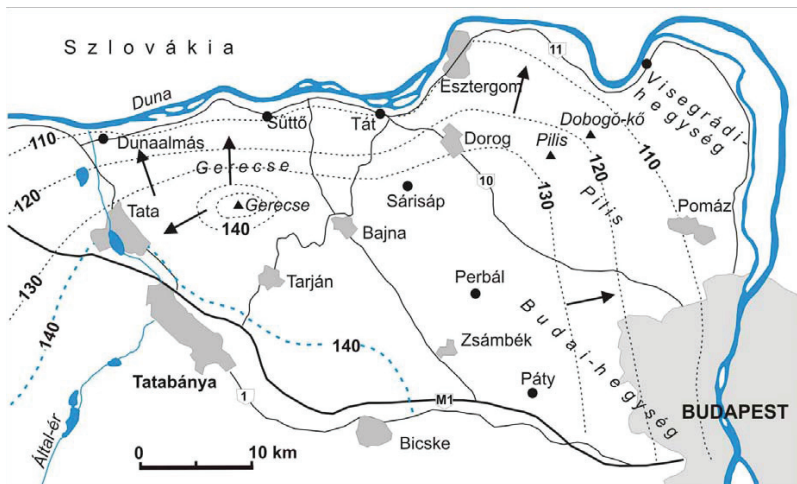 Szlovákia
Duna
Esztergom
11
Visegrádi-
hegység
Süttő
Tát
Dobogó-kő
110
Dunaalmás
Dorog
Pilis
Gerecse
120
10
130
120
110
Sárisáp
Pilis
Gerecse
140
Tata
Bajna
Pomáz
130
Tarján
Perbál
140
140
Zsámbék
Budai-hegység
Tatabánya
1
M1
Páty
BUDAPEST
Által-ér
Bicske
0
10 km